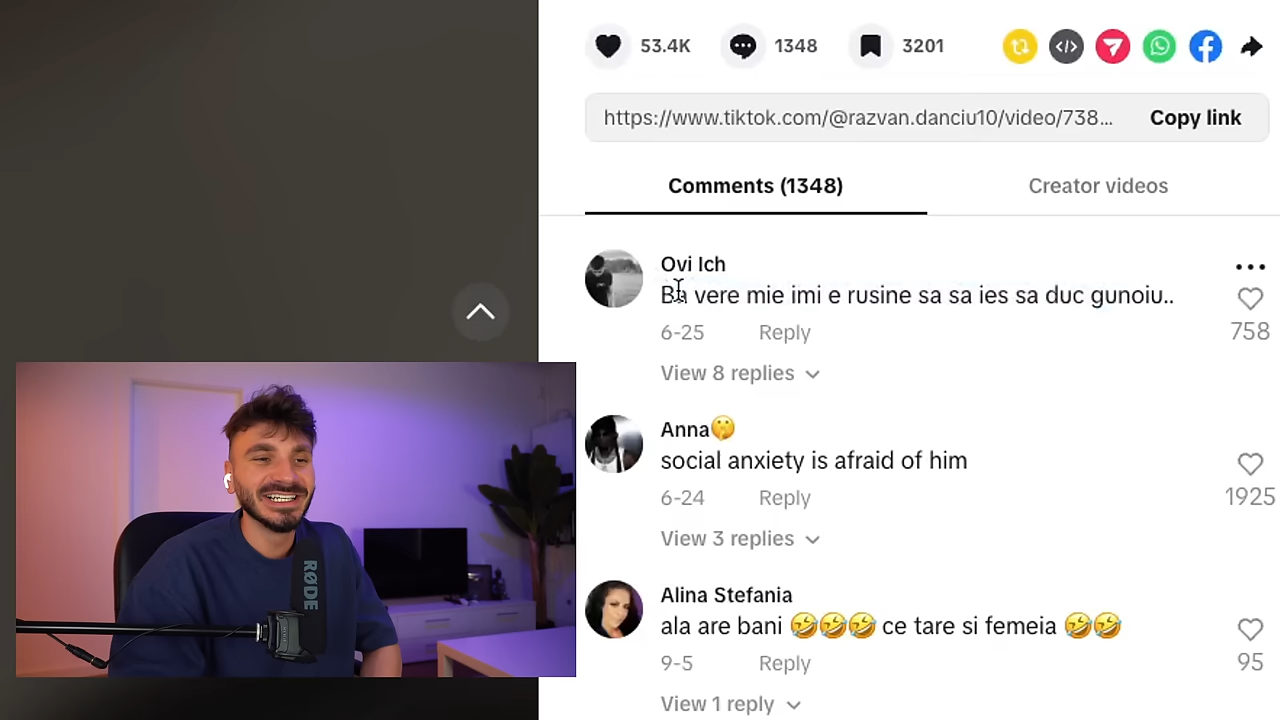 53.4K 1348 3201
https://www.tiktok.com/@razvan.danciu10/video/738... Copy link
Comments (1348) Creator videos
Ovi Ich
vere mie imi e rusine sa sa ies sa duc gunoiu..
758
6-25 Reply
View 8 replies
Anna🤫
social anxiety is afraid of him
1925
6-24 Reply
View 3 replies
Alina Stefania
ala are bani 🤣🤣🤣 ce tare si femeia 🤣🤣
95
9-5 Reply
View 1 reply
RØDE